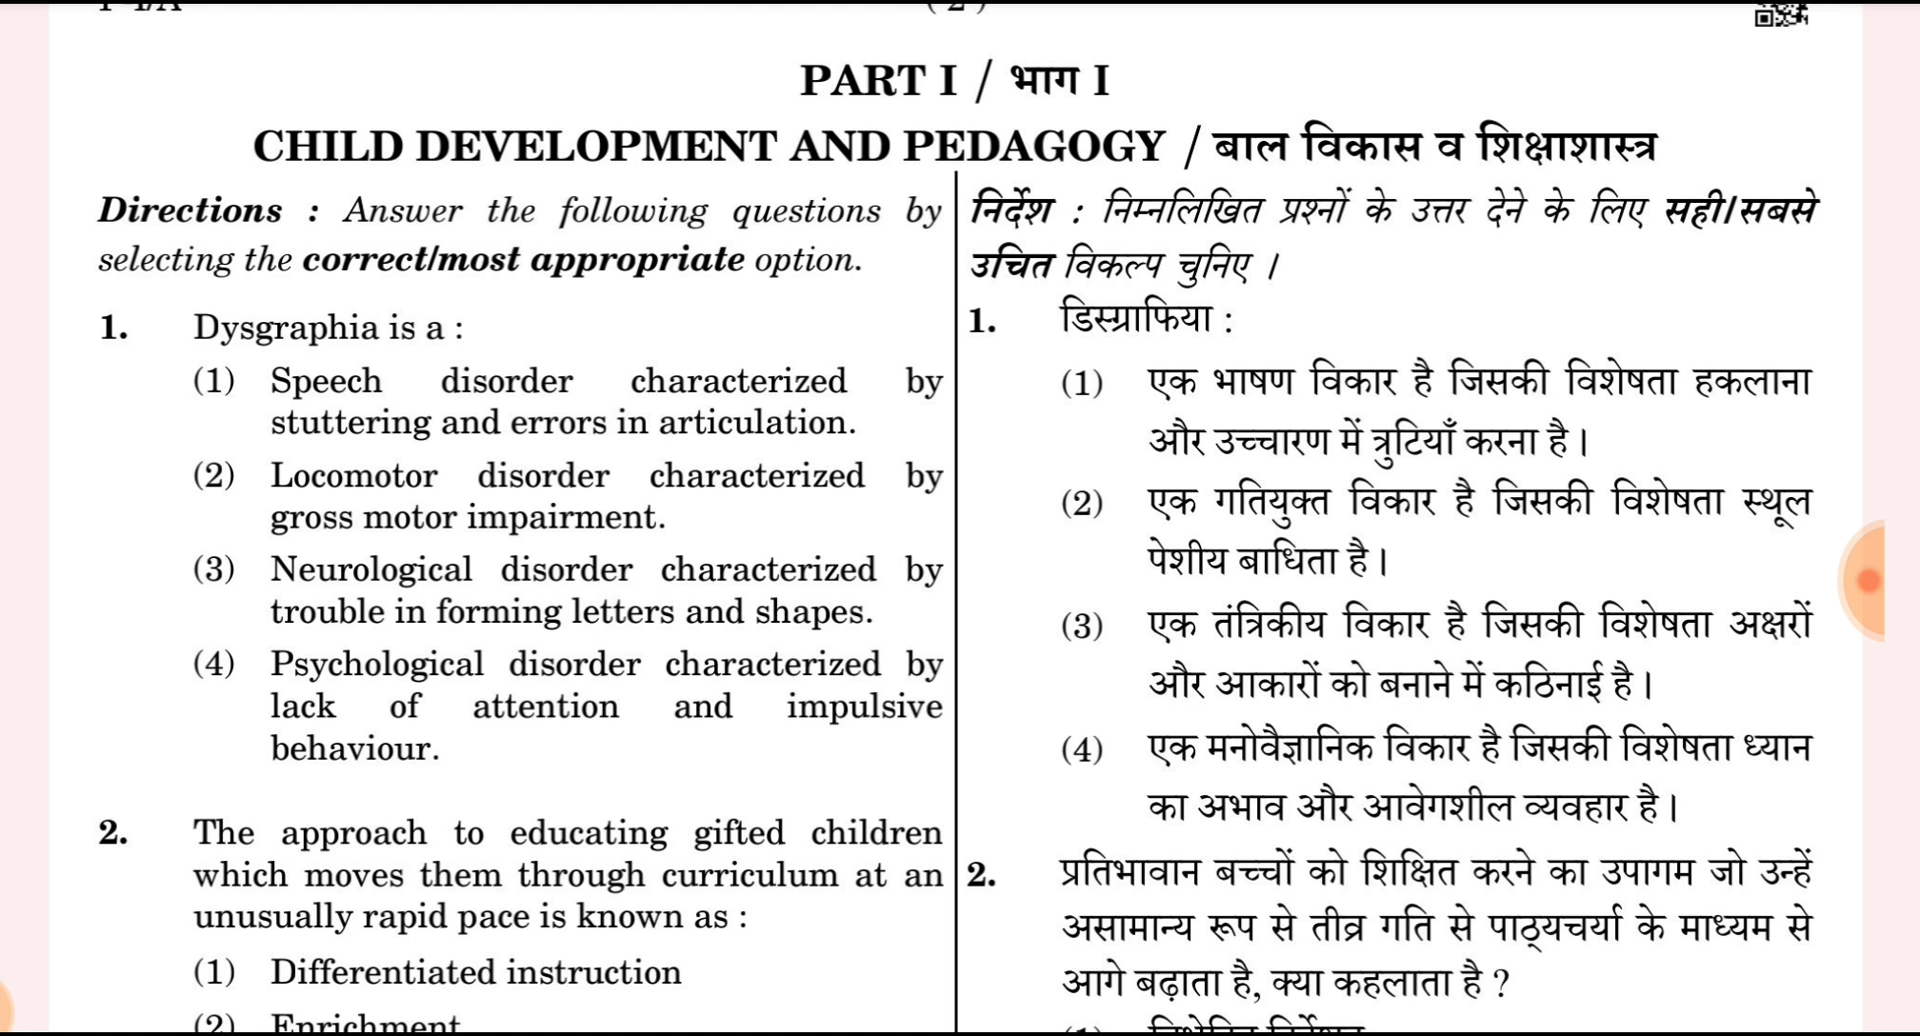 PART I / भाग I
CHILD DEVELOPMENT AND PEDAGOGY / बाल विकास व शिक्षाशास्त्र
Directions : Answer the following questions by
selecting the correct/most appropriate option.
1. Dysgraphia is a :
(1) Speech disorder characterized by
stuttering and errors in articulation.
(2) Locomotor disorder characterized by
gross motor impairment.
(3) Neurological disorder characterized by
trouble in forming letters and shapes.
(4) Psychological disorder characterized by
lack of attention and impulsive
behaviour.
2. The approach to educating gifted children
which moves them through curriculum at an
unusually rapid pace is known as :
(1) Differentiated instruction
(2) Enrichment
निर्देश : निम्नलिखित प्रश्नों के उत्तर देने के लिए सही/सबसे
उचित विकल्प चुनिए ।
1. डिस्ग्राफिया :
(1) एक भाषण विकार है जिसकी विशेषता हकलाना
और उच्चारण में त्रुटियाँ करना है ।
(2) एक गतियुक्त विकार है जिसकी विशेषता स्थूल
पेशीय बाधिता है ।
(3) एक तंत्रिकीय विकार है जिसकी विशेषता अक्षरों
और आकारों को बनाने में कठिनाई है ।
(4) एक मनोवैज्ञानिक विकार है जिसकी विशेषता ध्यान
का अभाव और आवेगशील व्यवहार है ।
2. प्रतिभावान बच्चों को शिक्षित करने का उपागम जो उन्हें
असामान्य रूप से तीव्र गति से पाठ्यचर्या के माध्यम से
आगे बढ़ाता है, क्या कहलाता है ?